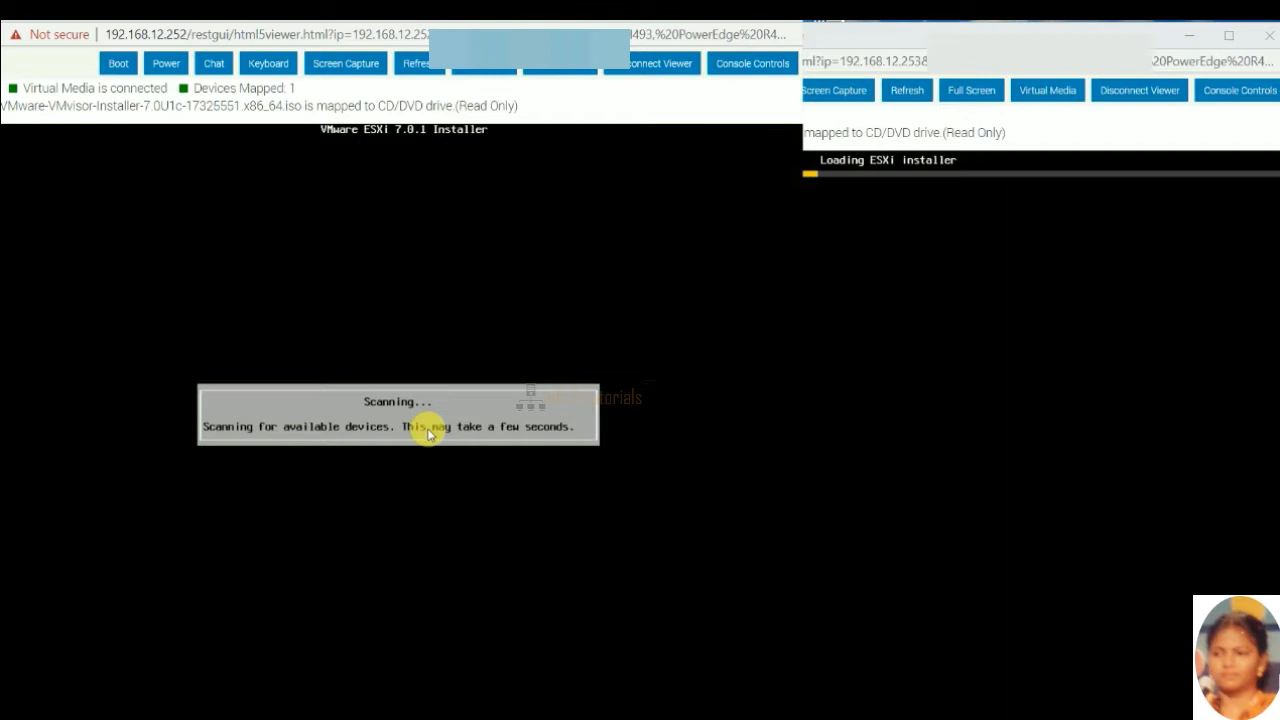 Not secure | 192.168.12.252/restgui/html5viewer.html?ip=192.168.12.252 493,%20PowerEdge%20R4...
Boot Power Chat Keyboard Screen Capture connect Viewer Console Controls
Virtual Media is connected Devices Mapped: 1
VMware-VMvisor-Installer-7.0U1c-17325551.x86_64.iso is mapped to CD/DVD drive.(Read Only)
VMware ESXi 7.0.1 Installer
Scanning...
Scanning for available devices. This may take a few seconds.
ml?ip=192.168.12.253& 20PowerEdge%20R4...
Screen Capture Refresh Full Screen Virtual Media Disconnect Viewer Console Controls
mapped to CD/DVD drive.(Read Only)
Loading ESXi installer